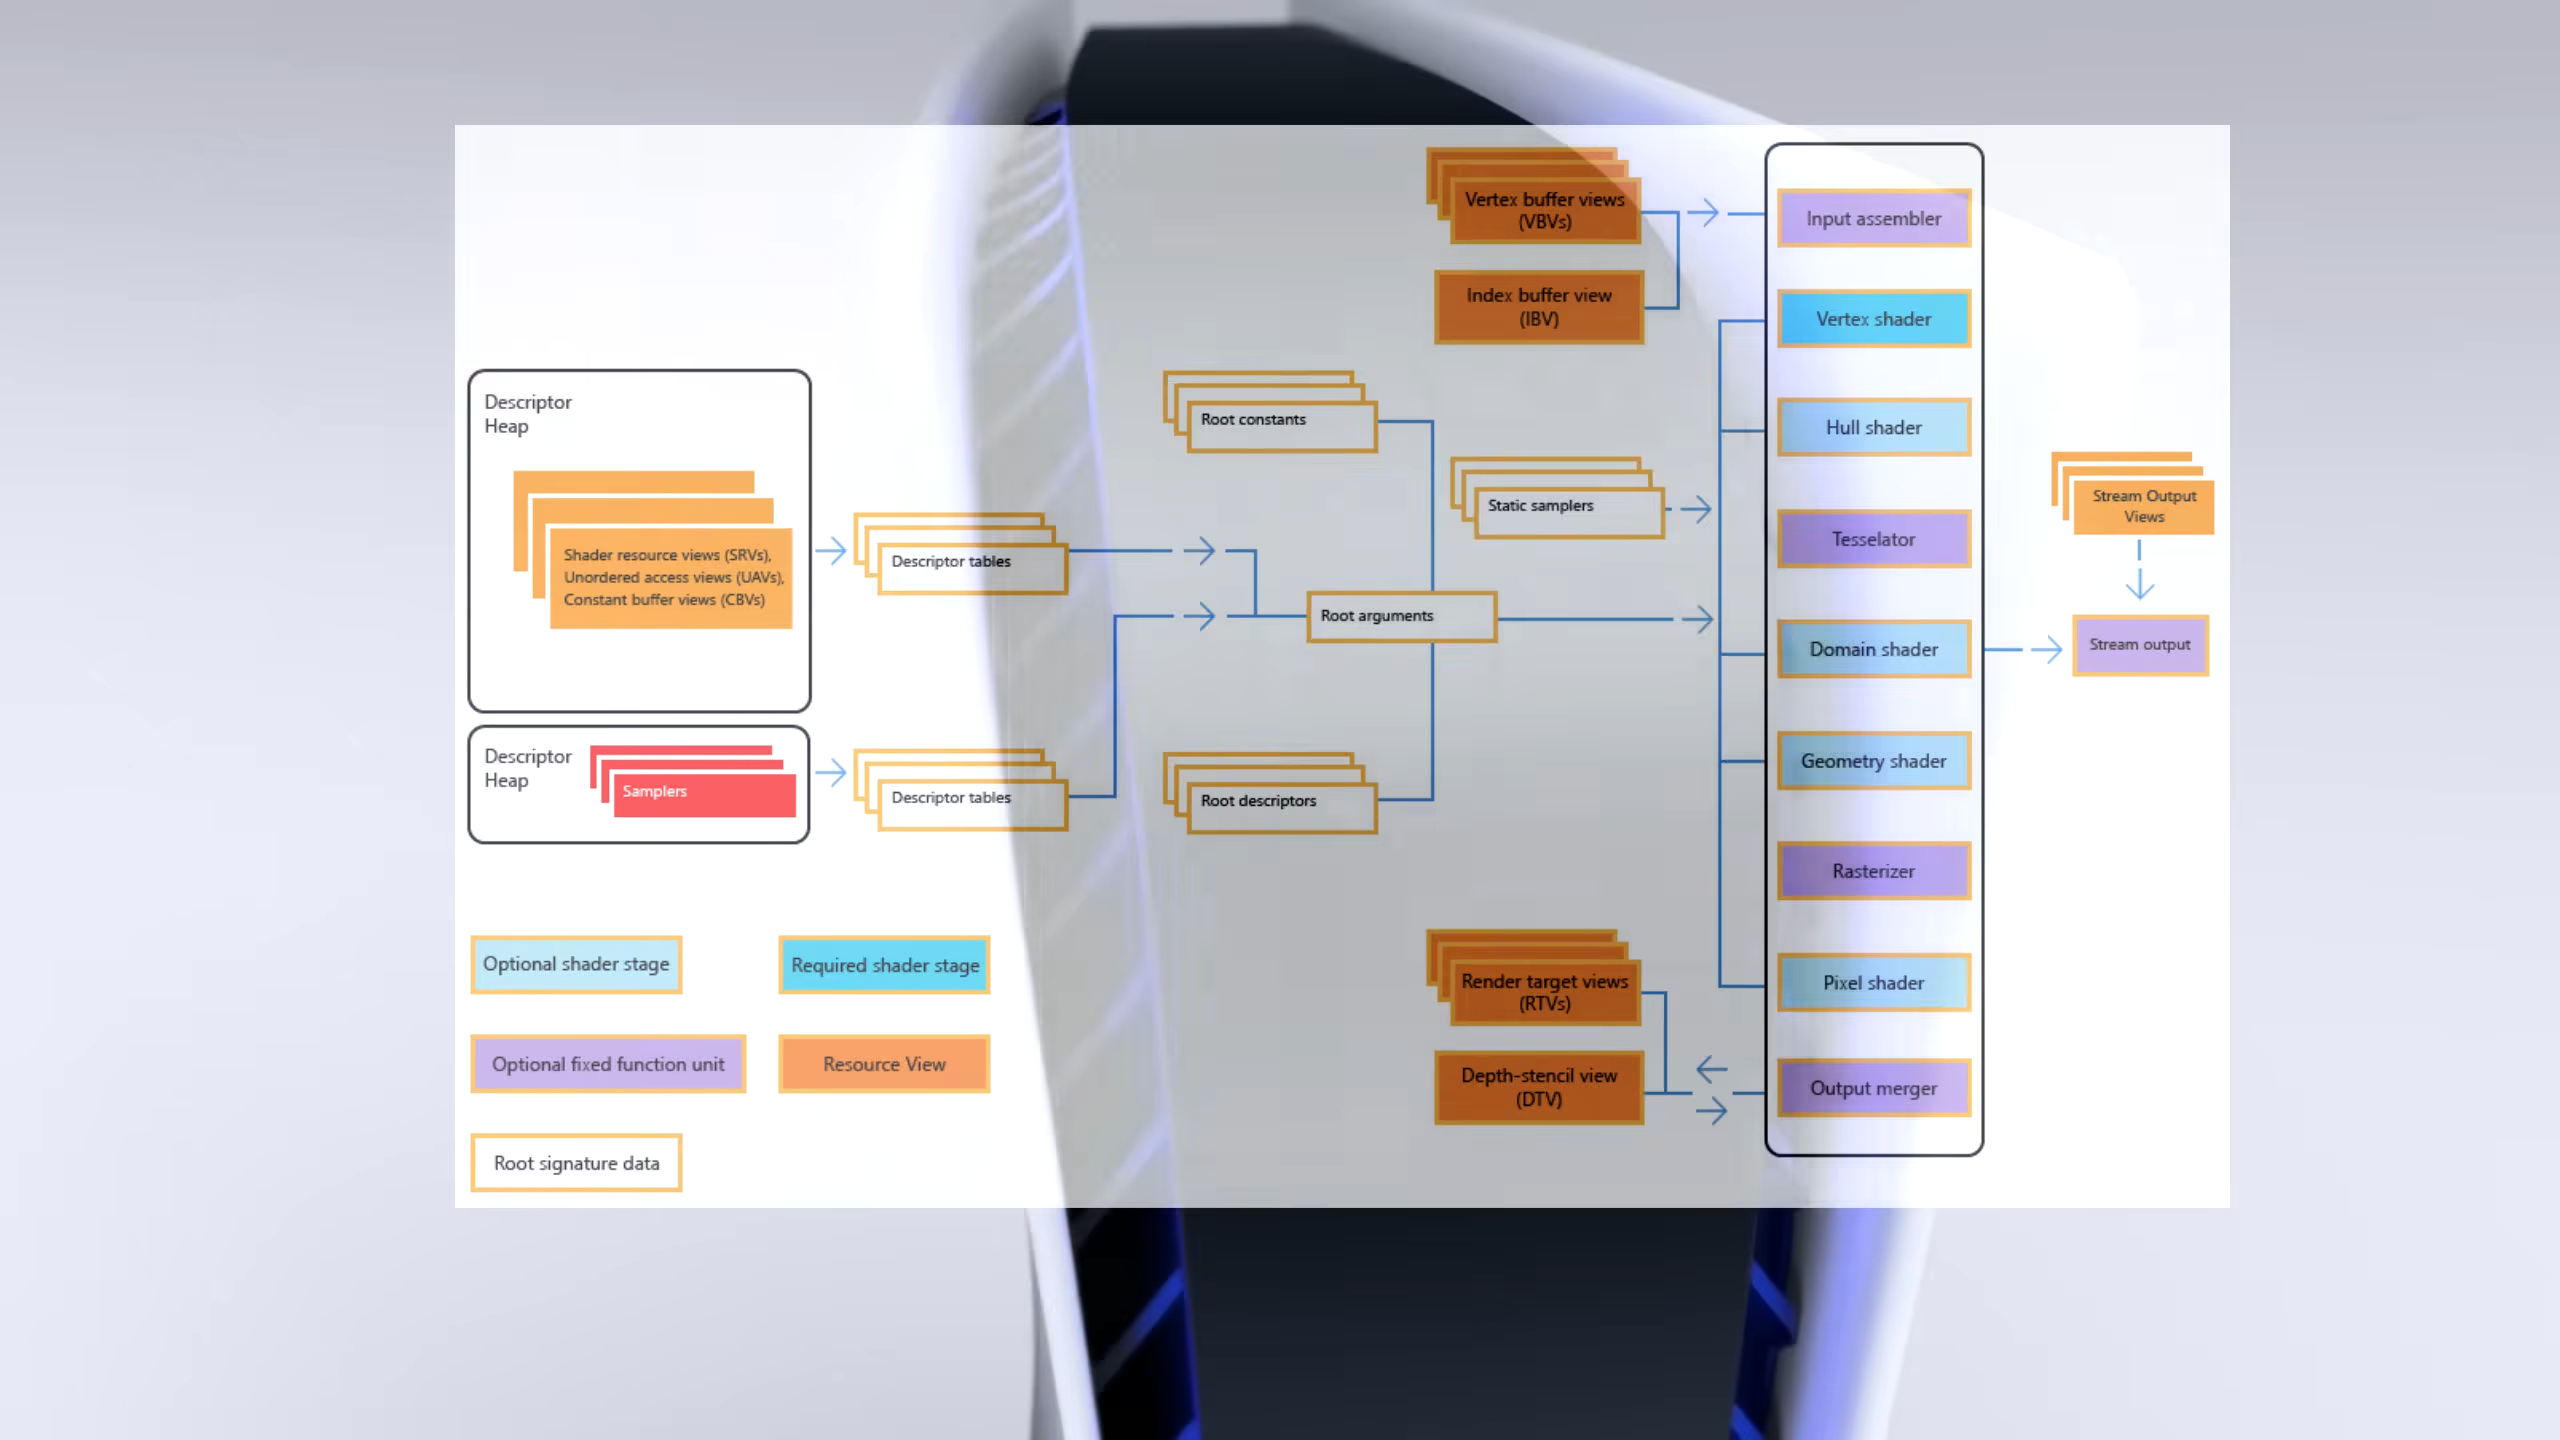 Vertex buffer views
(VBVs)
Index buffer view
(IBV)
Input assembler
Vertex shader
Hull shader
Tesselator
Domain shader
Geometry shader
Rasterizer
Pixel shader
Output merger
Descriptor
Heap
Shader resource views (SRVs),
Unordered access views (UAVs),
Constant buffer views (CBVs)
Descriptor tables
Root constants
Static samplers
Root arguments
Stream Output
Views
Stream output
Descriptor
Heap
Samplers
Descriptor tables
Root descriptors
Render target views
(RTVs)
Depth-stencil view
(DTV)
Optional shader stage
Required shader stage
Optional fixed function unit
Resource View
Root signature data